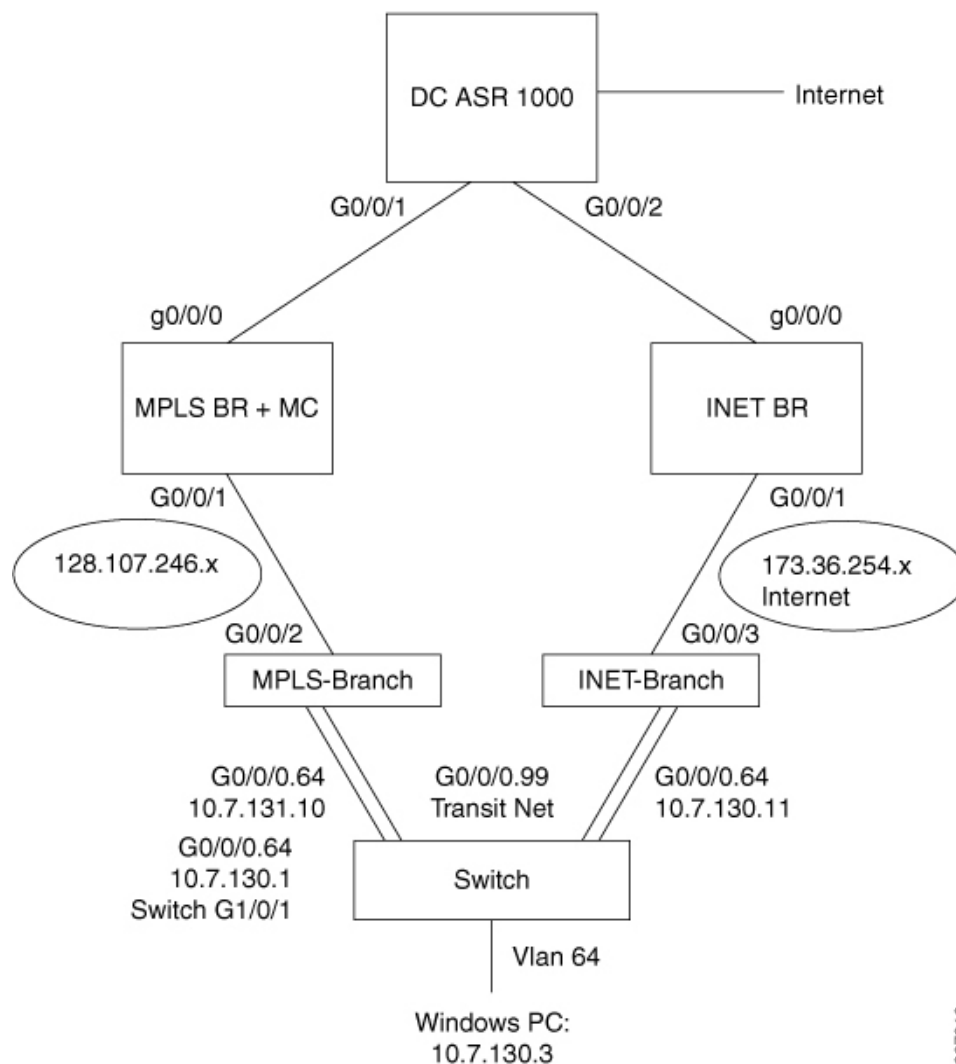 DC ASR 1000
Internet
G0/0/1
G0/0/2
g0/0/0
g0/0/0
MPLS BR + MC
INET BR
G0/0/1
G0/0/1
128.107.246.x
173.36.254.x
Internet
G0/0/2
G0/0/3
MPLS-Branch
INET-Branch
G0/0/0.64
10.7.131.10
G0/0/0.99
Transit Net
G0/0/0.64
10.7.130.11
G0/0/0.64
10.7.130.1
Switch G1/0/1
Switch
Vlan 64
Windows PC:
10.7.130.3